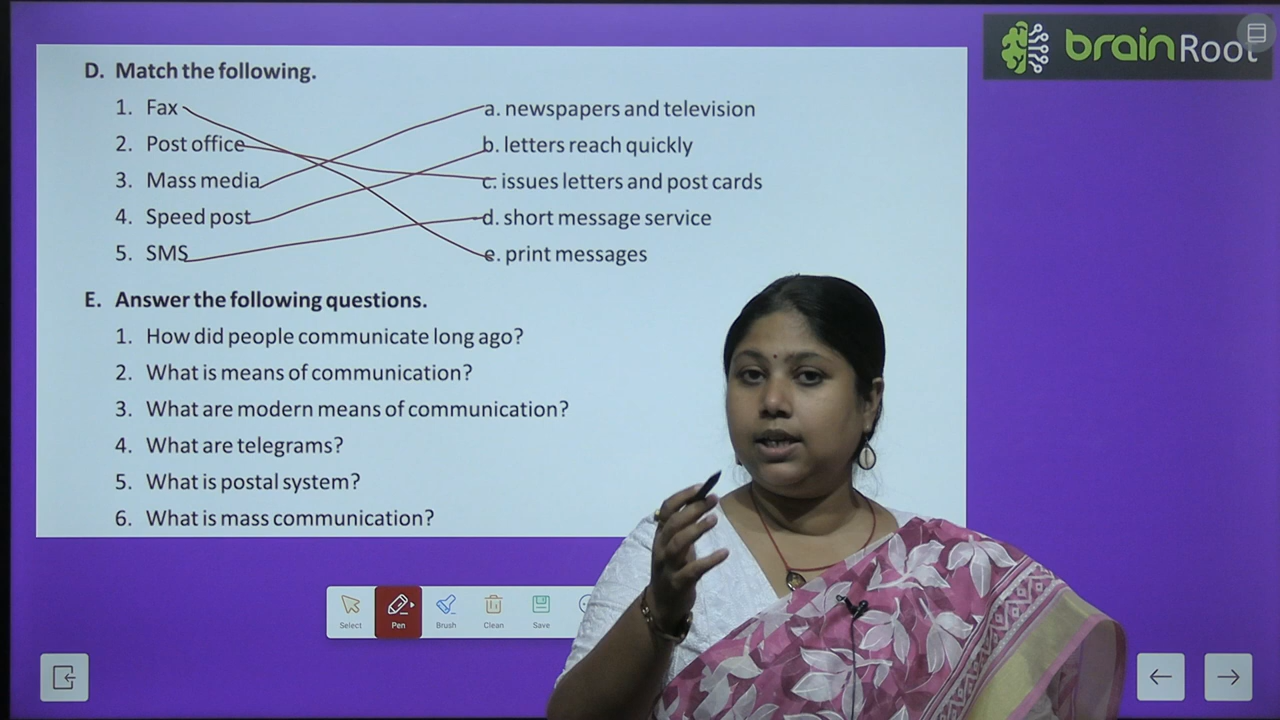 brainRoot
D. Match the following.
1. Fax
a. newspapers and television
2. Post office
b. letters reach quickly
3. Mass media
c. issues letters and post cards
4. Speed post
d. short message service
5. SMS
e. print messages
E. Answer the following questions.
1. How did people communicate long ago?
2. What is means of communication?
3. What are modern means of communication?
4. What are telegrams?
5. What is postal system?
6. What is mass communication?
Select Pen Brush Clean Save